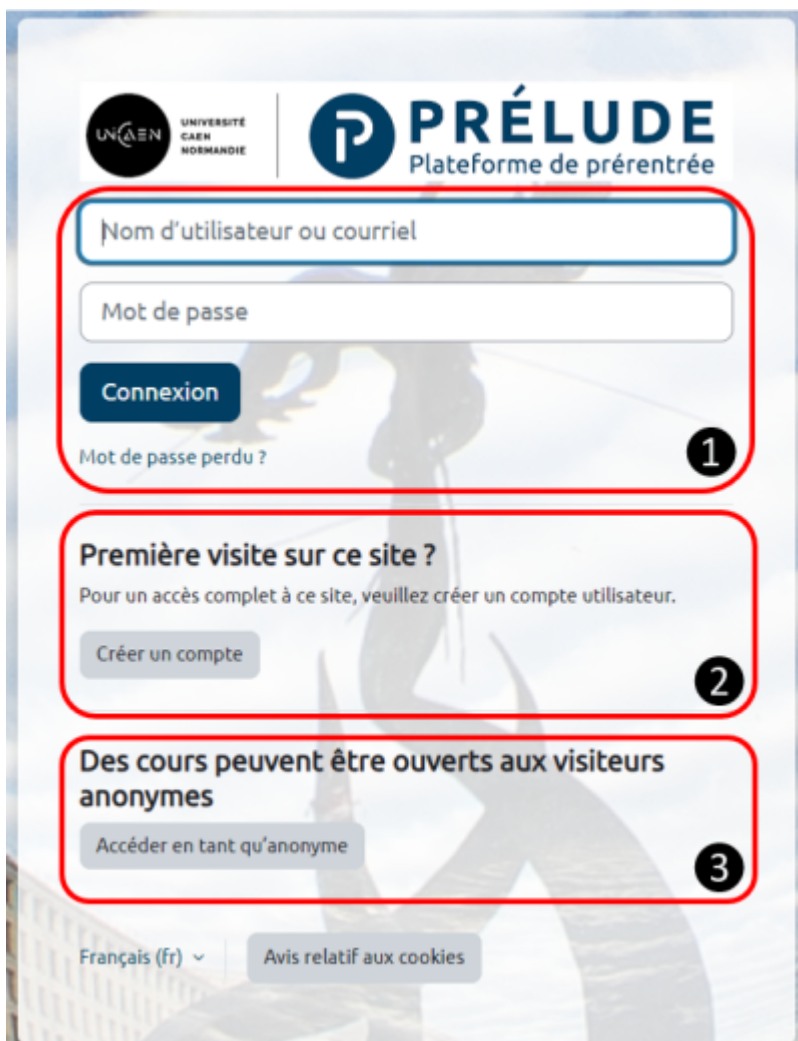 UNICAEN
UNIVERSITÉ
CAEN
NORMANDIE
PRÉLUDE
Plateforme de prérentrée
Nom d'utilisateur ou courriel
Mot de passe
Connexion
Mot de passe perdu ?
1
Première visite sur ce site ?
Pour un accès complet à ce site, veuillez créer un compte utilisateur.
Créer un compte
2
Des cours peuvent être ouverts aux visiteurs
anonymes
Accéder en tant qu'anonyme
3
Français (fr)
Avis relatif aux cookies